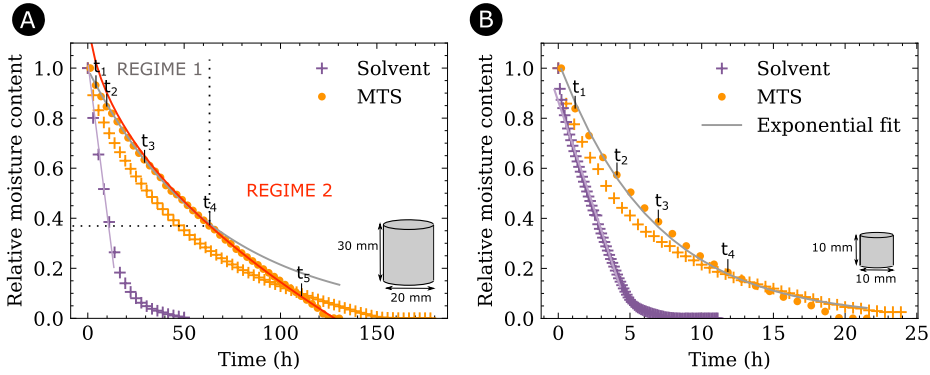 A
B
REGIME 1
Solvent
MTS
REGIME 2
t1
t2
t3
t4
t5
30 mm
20 mm
Relative moisture content
1.0
0.8
0.6
0.4
0.2
0.0
0
50
100
150
Time (h)
Solvent
MTS
Exponential fit
t1
t2
t3
t4
10 mm
10 mm
Relative moisture content
1.0
0.8
0.6
0.4
0.2
0.0
0
5
10
15
20
25
Time (h)